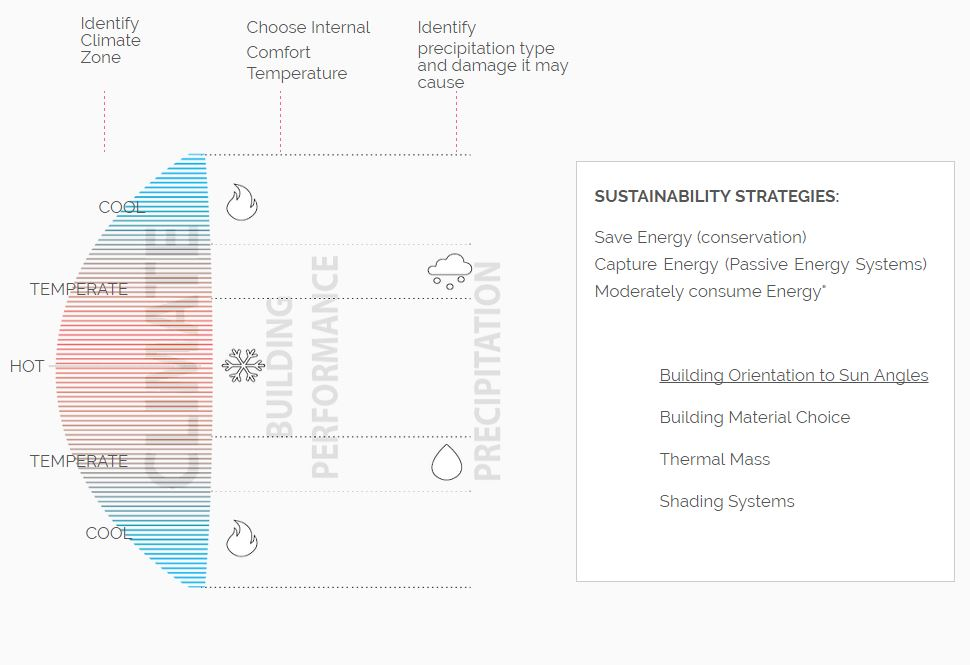 Identify
Climate
Zone
Choose Internal
Comfort
Temperature
Identify
precipitation type
and damage it may
cause
COOL
TEMPERATE
HOT
TEMPERATE
COOL
CLIMATE
BUILDING
PERFORMANCE
PRECIPITATION
SUSTAINABILITY STRATEGIES:
Save Energy (conservation)
Capture Energy (Passive Energy Systems)
Moderately consume Energy*
Building Orientation to Sun Angles
Building Material Choice
Thermal Mass
Shading Systems